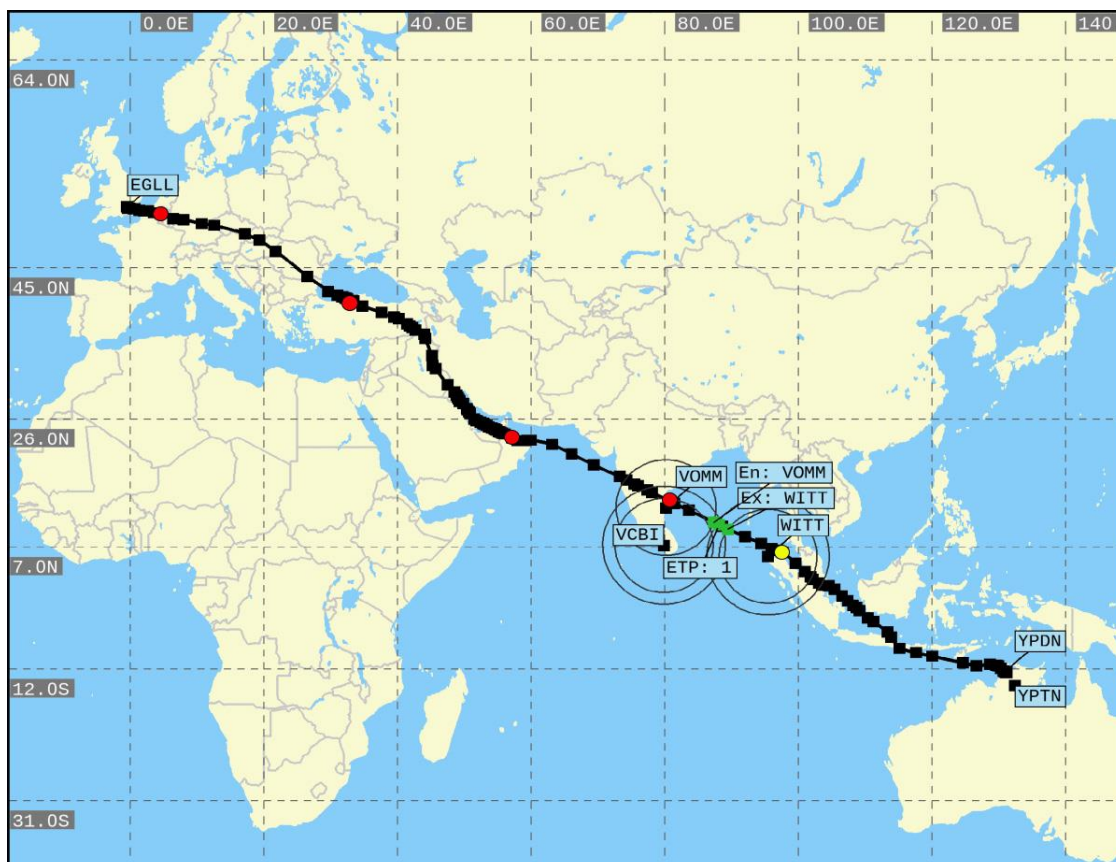 0.0E
20.0E
40.0E
60.0E
80.0E
100.0E
120.0E
140
64.0N
EGLL
45.0N
26.0N
VOMM
En: VOMM
Ex: WITT
WITT
VCBI
ETP: 1
7.0N
YPDN
12.0S
YPTN
31.0S